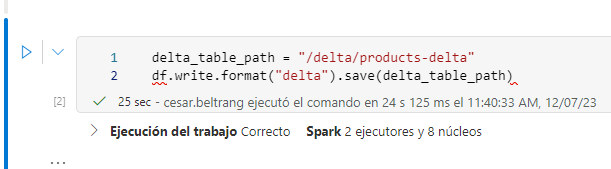 1 delta_table_path = "/delta/products-delta"
2 df.write.format("delta").save(delta_table_path)
[2] 25 sec - cesar.beltrang ejecutó el comando en 24 s 125 ms el 11:40:33 AM, 12/07/23
Ejecución del trabajo Correcto Spark 2 ejecutores y 8 núcleos
...